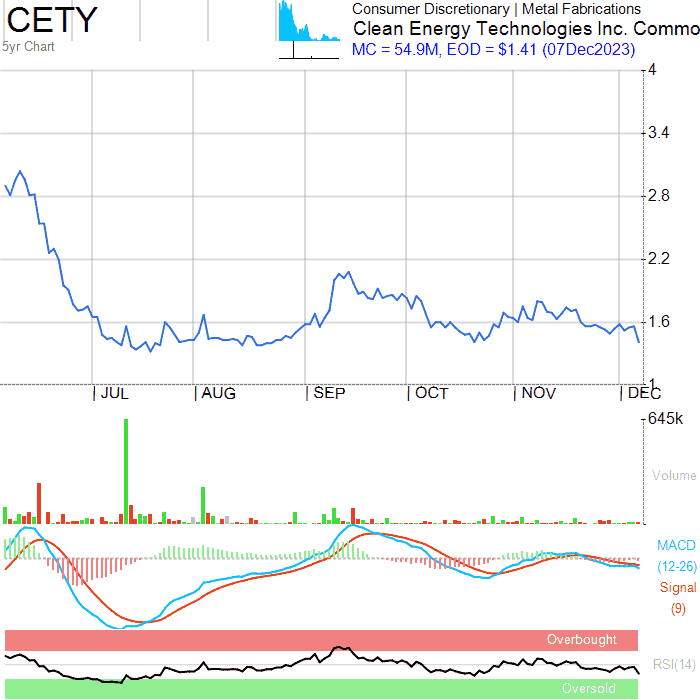 CETY
5yr Chart
Consumer Discretionary | Metal Fabrications
Clean Energy Technologies Inc. Commo
MC = 54.9M, EOD = $1.41 (07Dec2023)
4
3.4
2.8
2.2
1.6
1
JUL
AUG
SEP
OCT
NOV
DEC
645k
Volume
MACD
(12-26)
Signal
(9)
Overbought
RSI(14)
Oversold